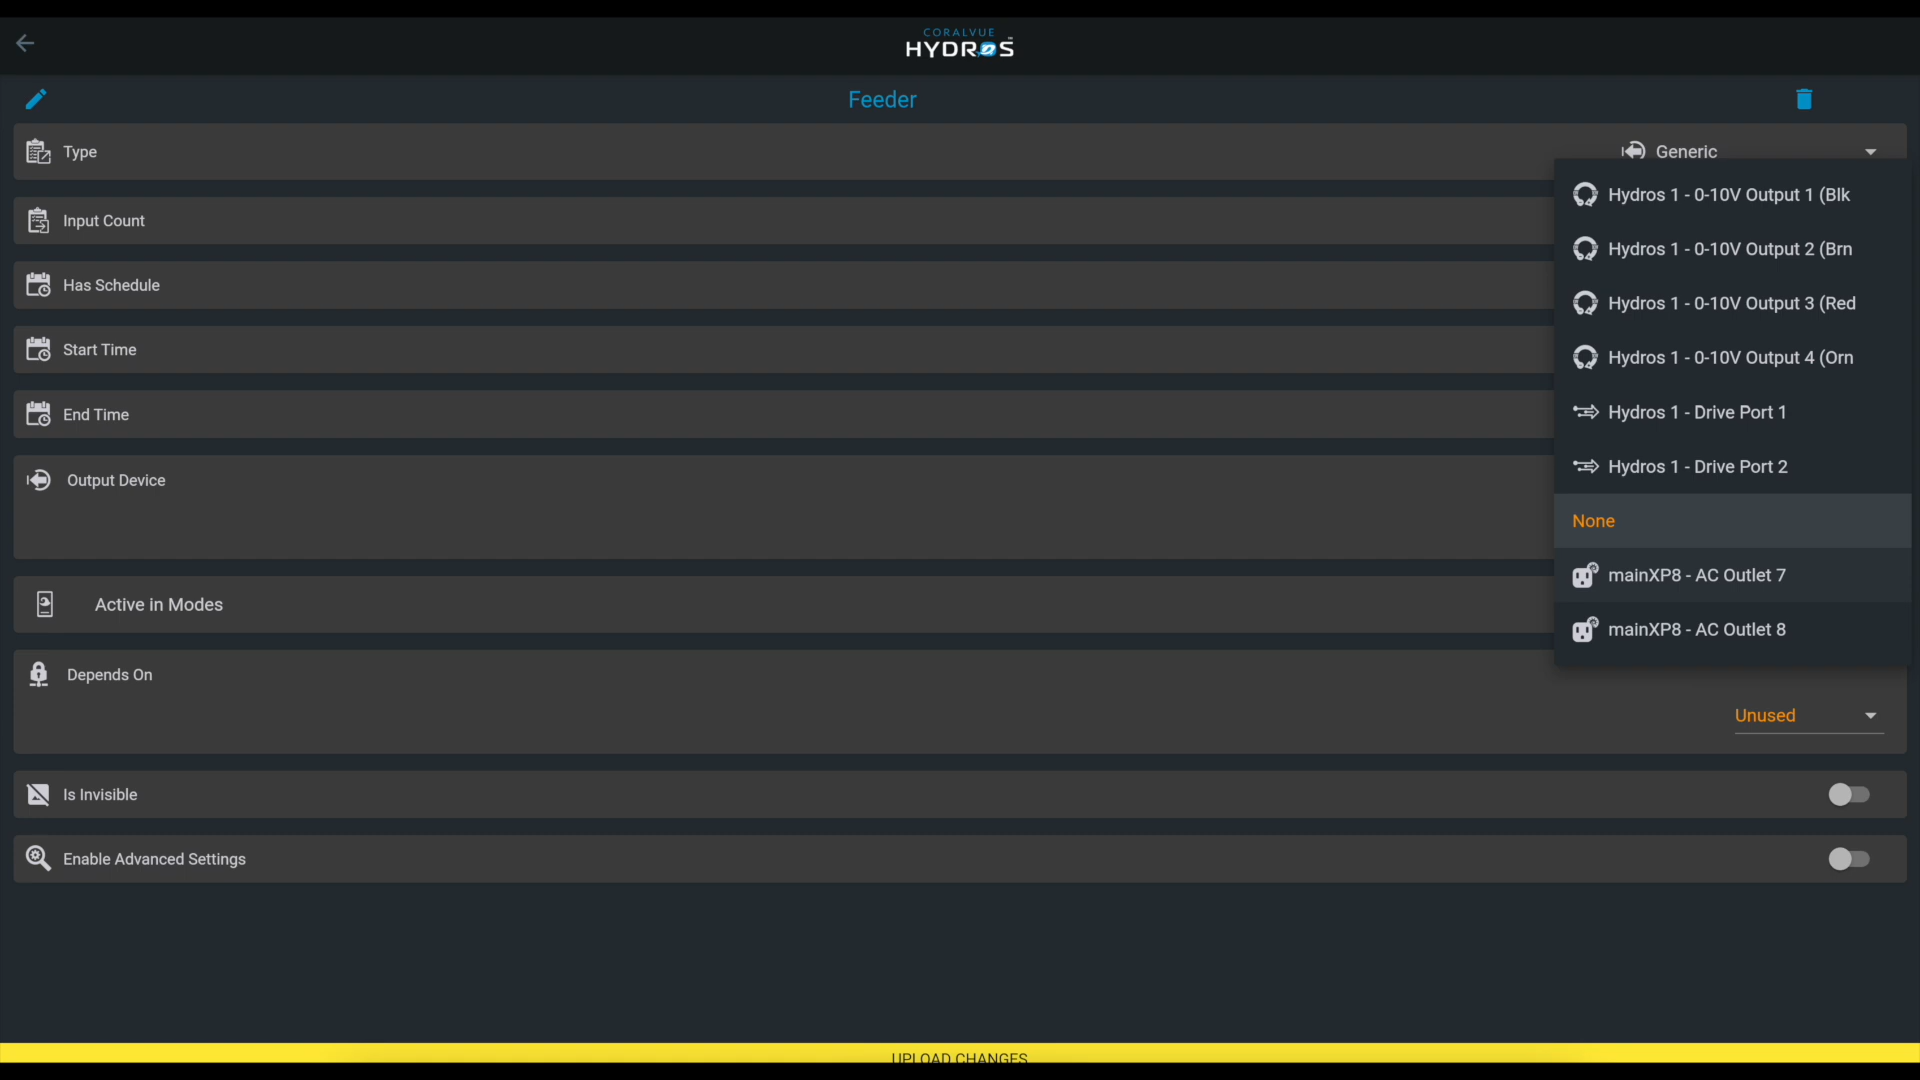 CORALVUE
HYDROS
Feeder
Type
Generic
Input Count
Has Schedule
Start Time
End Time
Output Device
Active in Modes
Depends On
Unused
Is Invisible
Enable Advanced Settings
Hydros 1 - 0-10V Output 1 (Blk
Hydros 1 - 0-10V Output 2 (Brn
Hydros 1 - 0-10V Output 3 (Red
Hydros 1 - 0-10V Output 4 (Orn
Hydros 1 - Drive Port 1
Hydros 1 - Drive Port 2
None
mainXP8 - AC Outlet 7
mainXP8 - AC Outlet 8
UPLOAD CHANGES